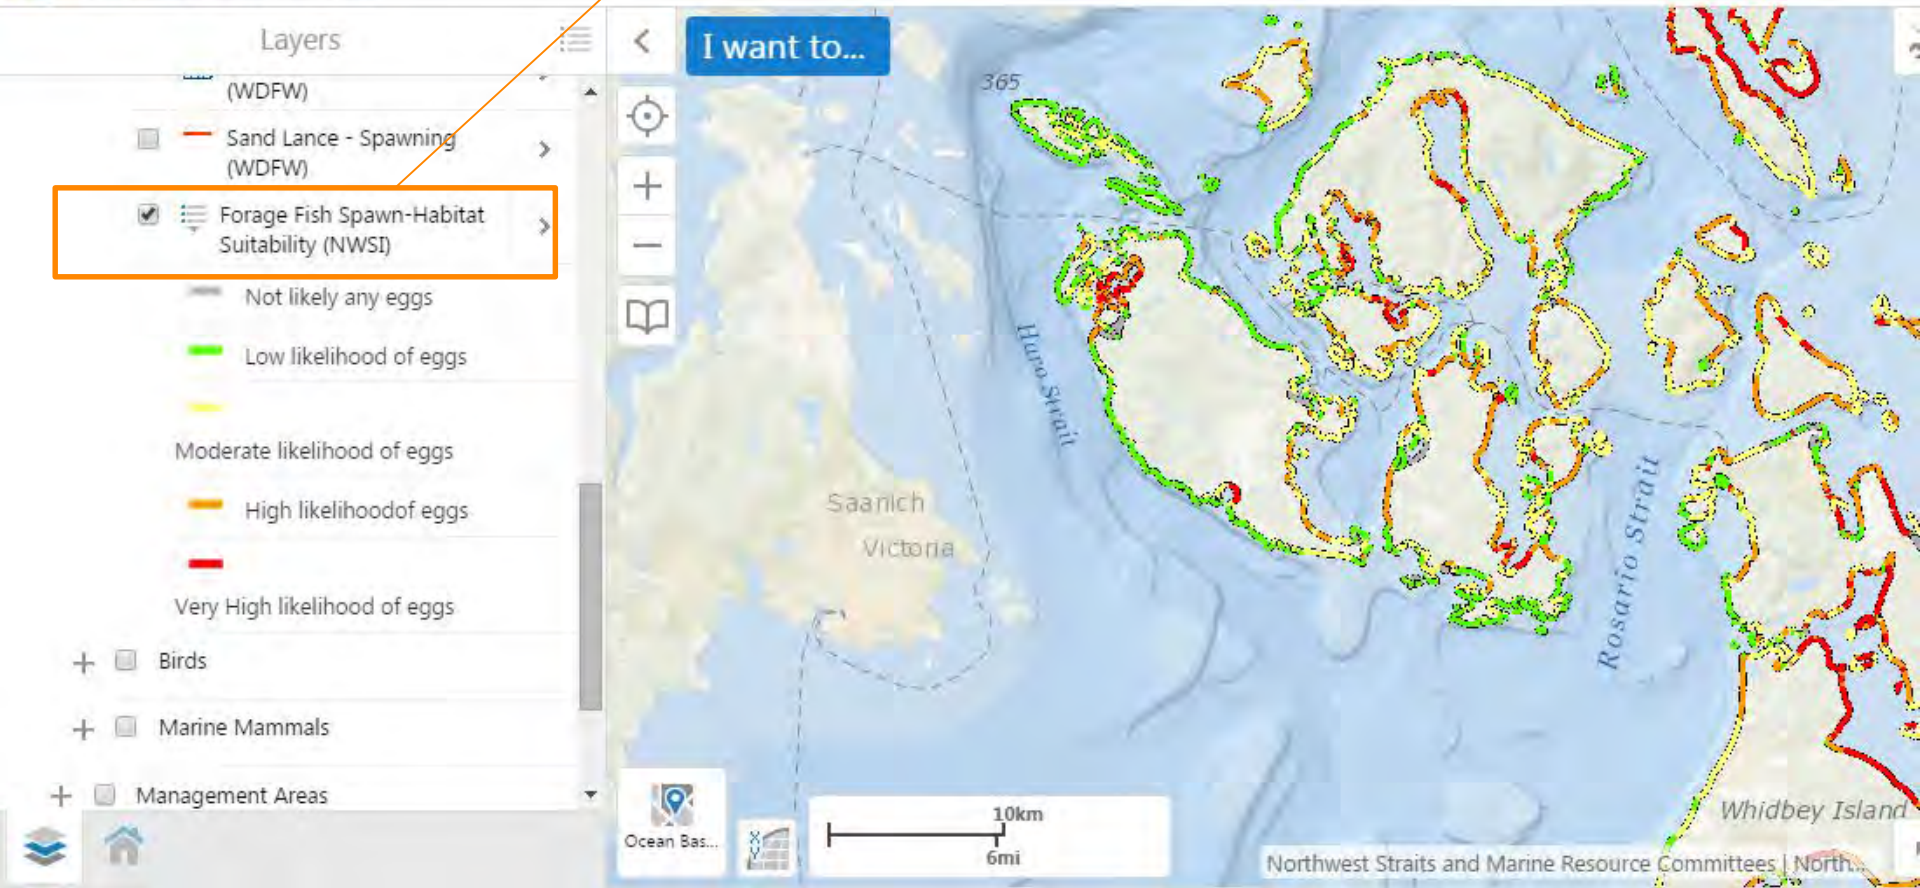 Layers
(WDFW)
Sand Lance - Spawning
(WDFW)
Forage Fish Spawn-Habitat
Suitability (NWSI)
Not likely any eggs
Low likelihood of eggs
Moderate likelihood of eggs
High likelihoodof eggs
Very High likelihood of eggs
Birds
Marine Mammals
Management Areas
I want to...
365
Haro Strait
Saanich
Victoria
Rosario Strait
Whidbey Island
Ocean Bas...
10km
6mi
Northwest Straits and Marine Resource Committees | North...